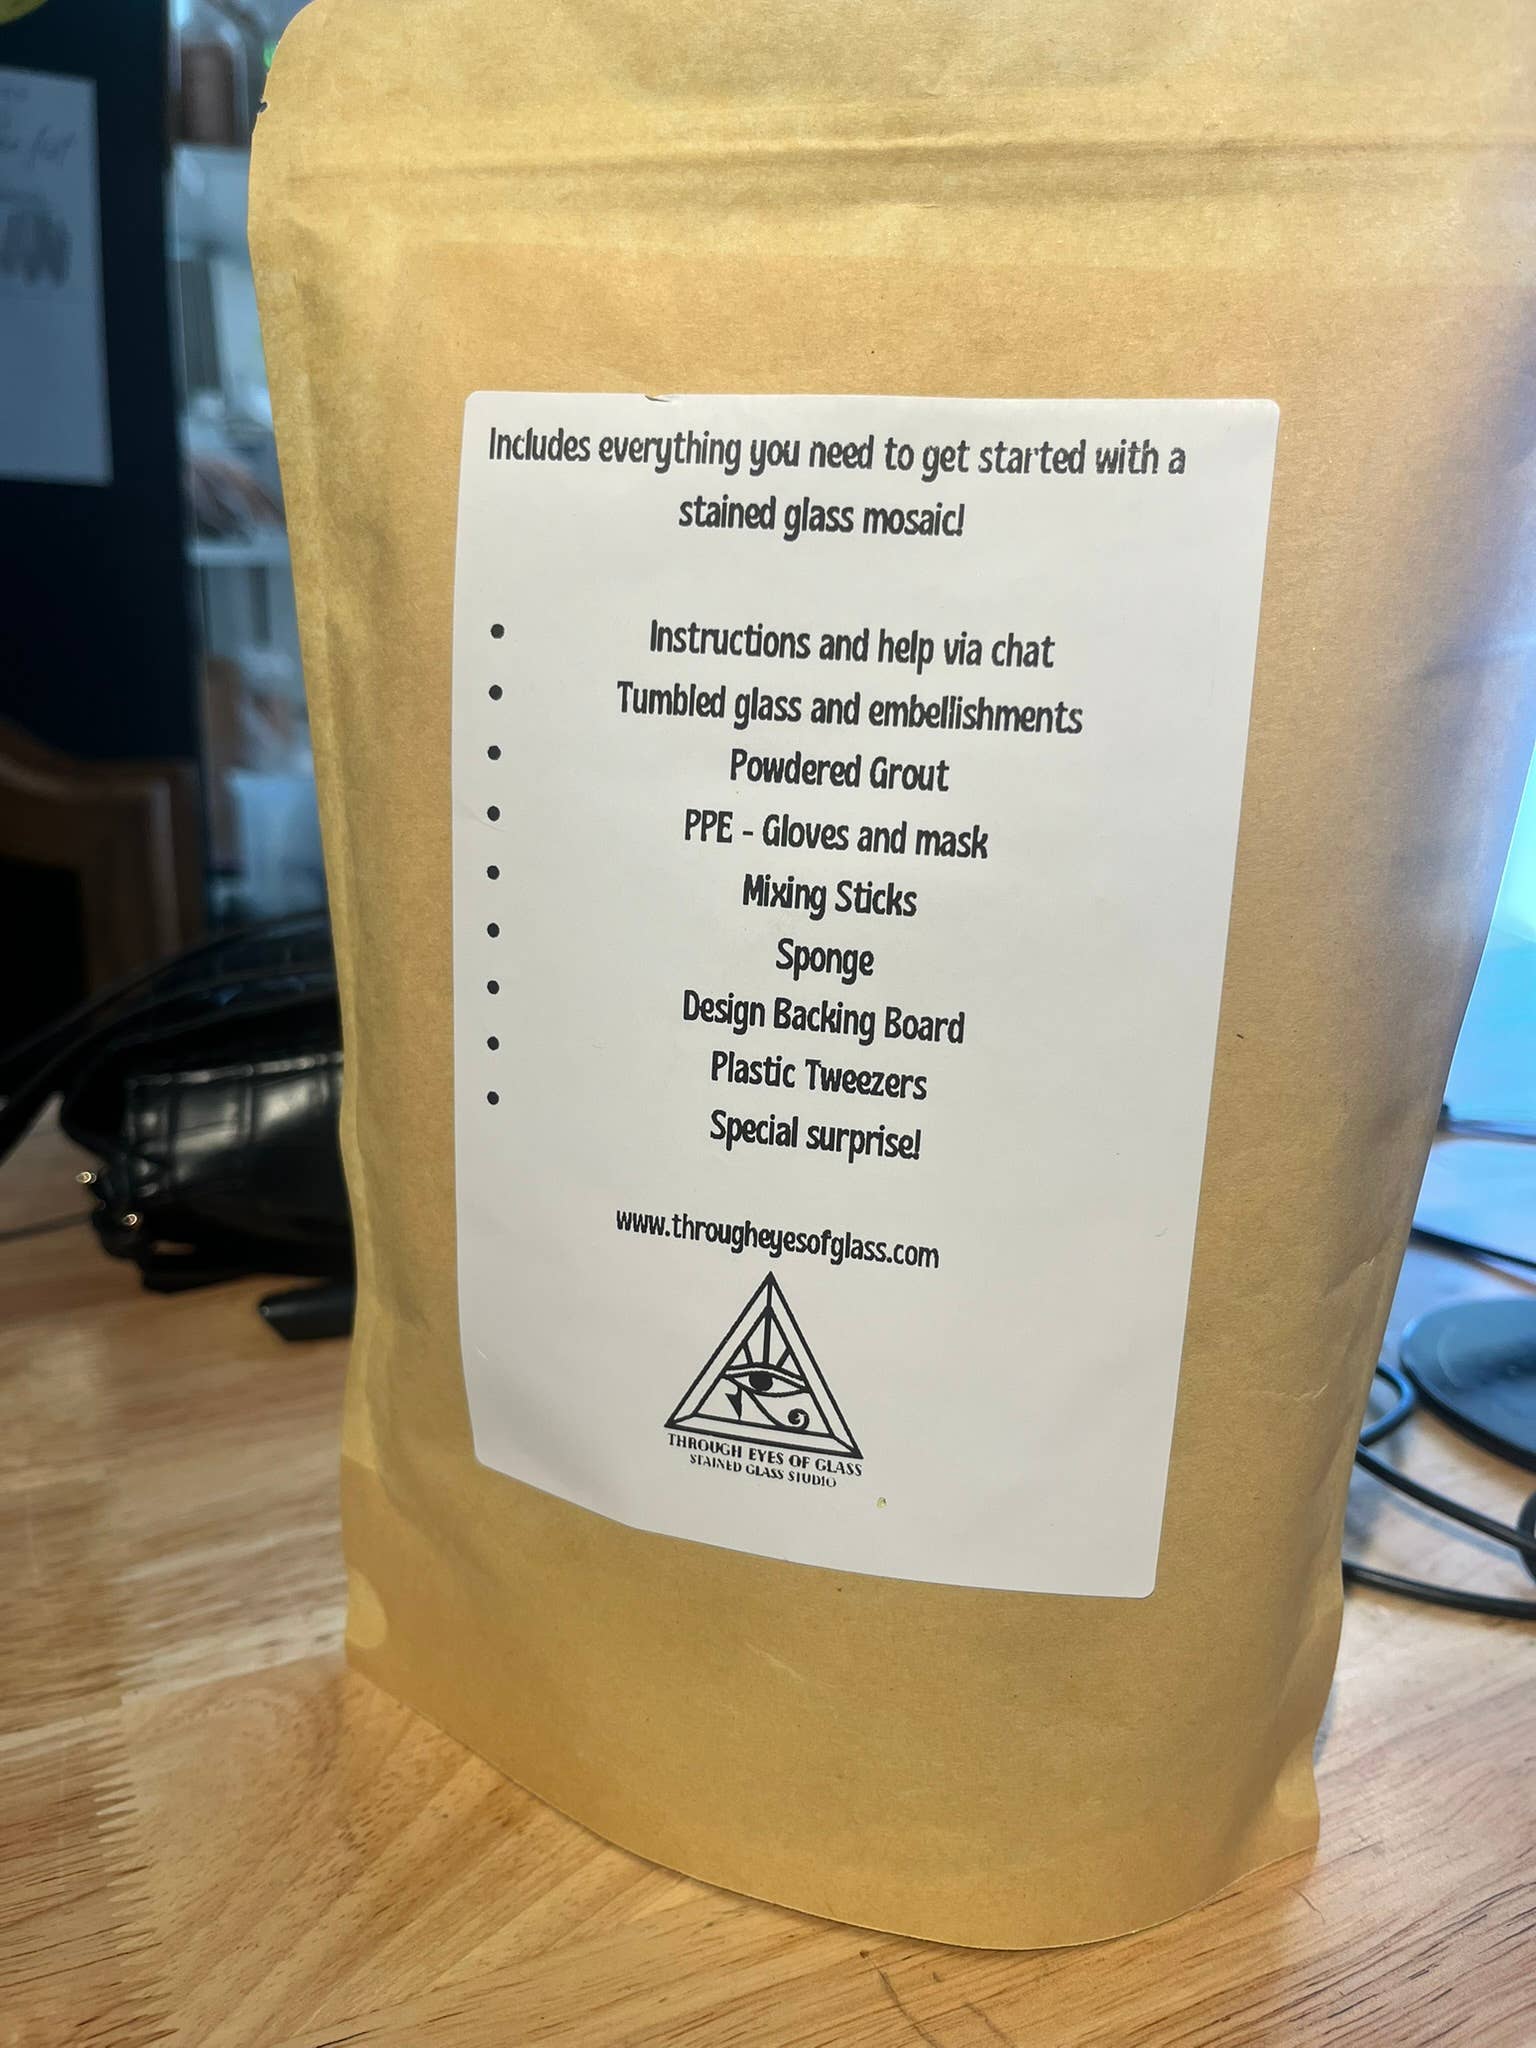 Includes everything you need to get started with a
stained glass mosaic!
• Instructions and help via chat
• Tumbled glass and embellishments
• Powdered Grout
• PPE - Gloves and mask
• Mixing Sticks
• Sponge
• Design Backing Board
• Plastic Tweezers
• Special surprise!
www.througheyesofglass.com
THROUGH EYES OF GLASS
STAINED GLASS STUDIO